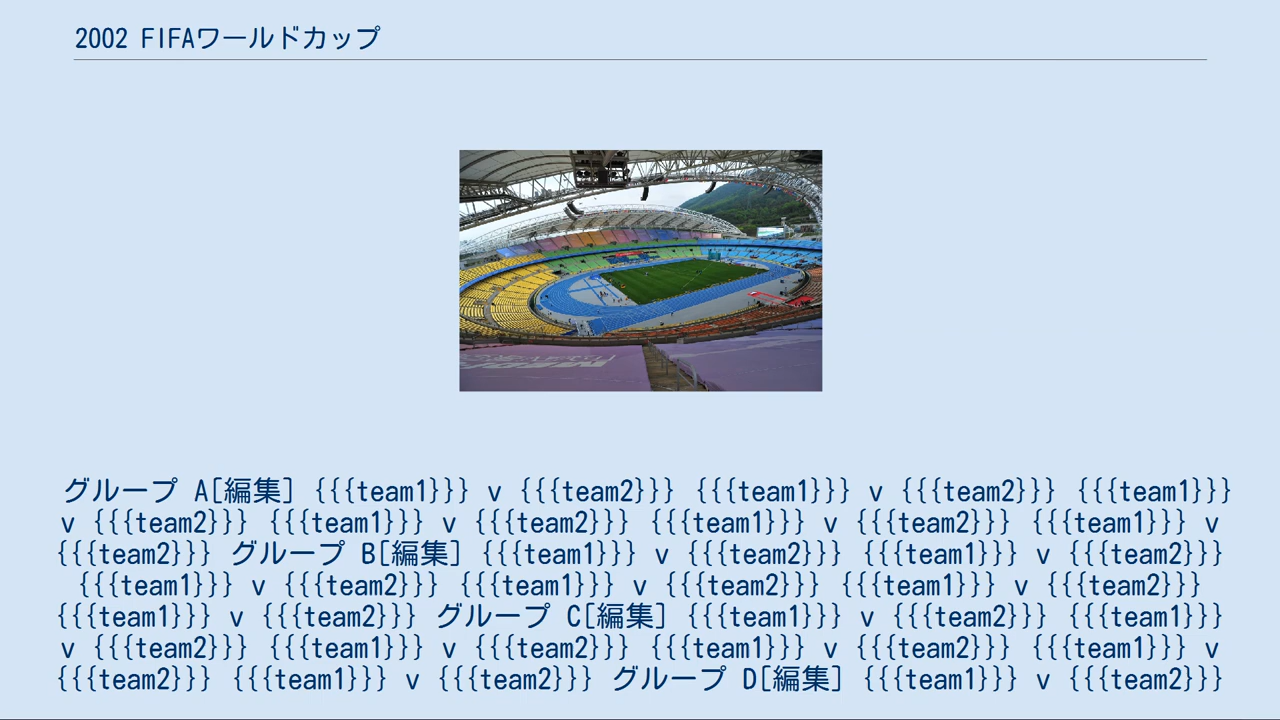 2002 FIFAワールドカップ
グループ A[編集] {{{team1}}} v {{{team2}}} {{{team1}}} v {{{team2}}} {{{team1}}}
v {{{team2}}} {{{team1}}} v {{{team2}}} {{{team1}}} v {{{team2}}} {{{team1}}} v
{{{team2}}} グループ B[編集] {{{team1}}} v {{{team2}}} {{{team1}}} v {{{team2}}}
{{{team1}}} v {{{team2}}} {{{team1}}} v {{{team2}}} {{{team1}}} v {{{team2}}}
{{{team1}}} v {{{team2}}} グループ C[編集] {{{team1}}} v {{{team2}}} {{{team1}}}
v {{{team2}}} {{{team1}}} v {{{team2}}} {{{team1}}} v {{{team2}}} {{{team1}}} v
{{{team2}}} {{{team1}}} v {{{team2}}} グループ D[編集] {{{team1}}} v {{{team2}}}